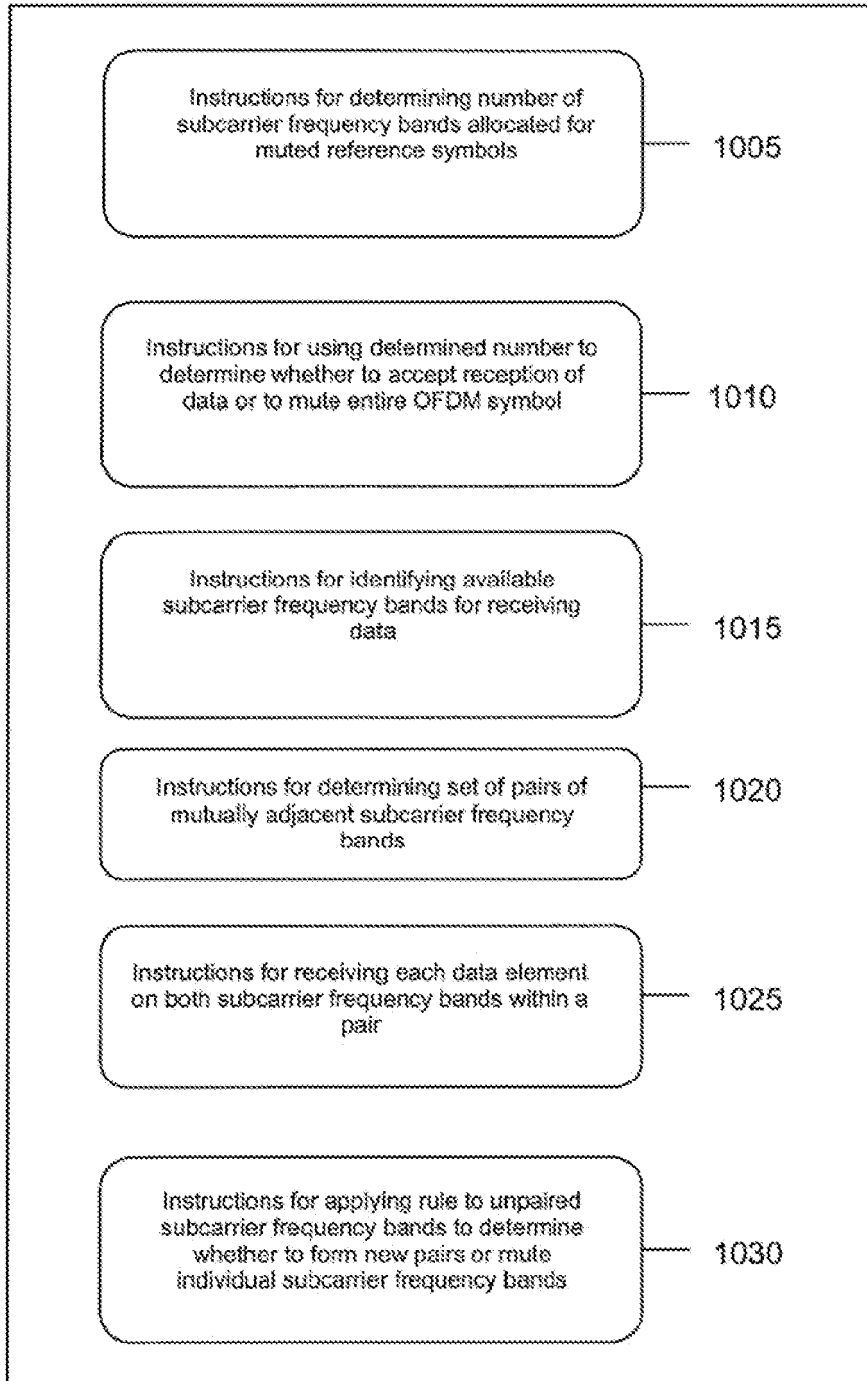 Instructions for determining number of
subcarrier frequency bands allocated for
muted reference symbols
1005
Instructions for using determined number to
determine whether to accept reception of
data or to mute entire OFDM symbol
1010
Instructions for identifying available
subcarrier frequency bands for receiving
data
1015
Instructions for determining set of pairs of
mutually adjacent subcarrier frequency
bands
1020
Instructions for receiving each data element
on both subcarrier frequency bands within a
pair
1025
Instructions for applying rule to unpaired
subcarrier frequency bands to determine
whether to form new pairs or mute
individual subcarrier frequency bands
1030